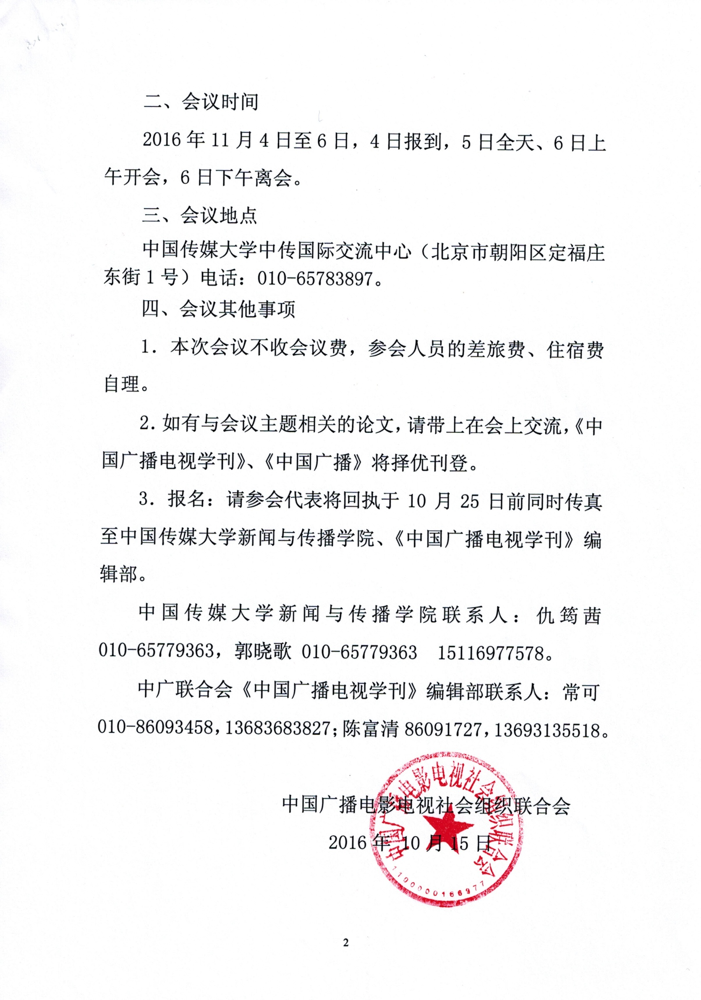 二、会议时间
2016 年 11 月 4 日至 6 日，4 日报到，5 日全天、6 日上
午开会，6 日下午离会。
三、会议地点
中国传媒大学中传国际交流中心（北京市朝阳区定福庄
东街 1 号）电话：010-65783897。
四、会议其他事项
1. 本次会议不收会议费，参会人员的差旅费、住宿费
自理。
2. 如有与会议主题相关的论文，请带上在会上交流，《中
国广播电视学刊》、《中国广播》将择优刊登。
3. 报名：请参会代表将回执于 10 月 25 日前同时传真
至中国传媒大学新闻与传播学院、《中国广播电视学刊》编
辑部。
中国传媒大学新闻与传播学院联系人：仇筠茜
010-65779363，郭晓歌 010-65779363 15116977578。
中广联合会《中国广播电视学刊》编辑部联系人：常可
010-86093458，13683683827；陈富清 86091727，13693135518。
中国广播电影电视社会组织联合会
2016 年 10 月 15 日
中国广播电影电视社会组织联合会
1100000166977
2